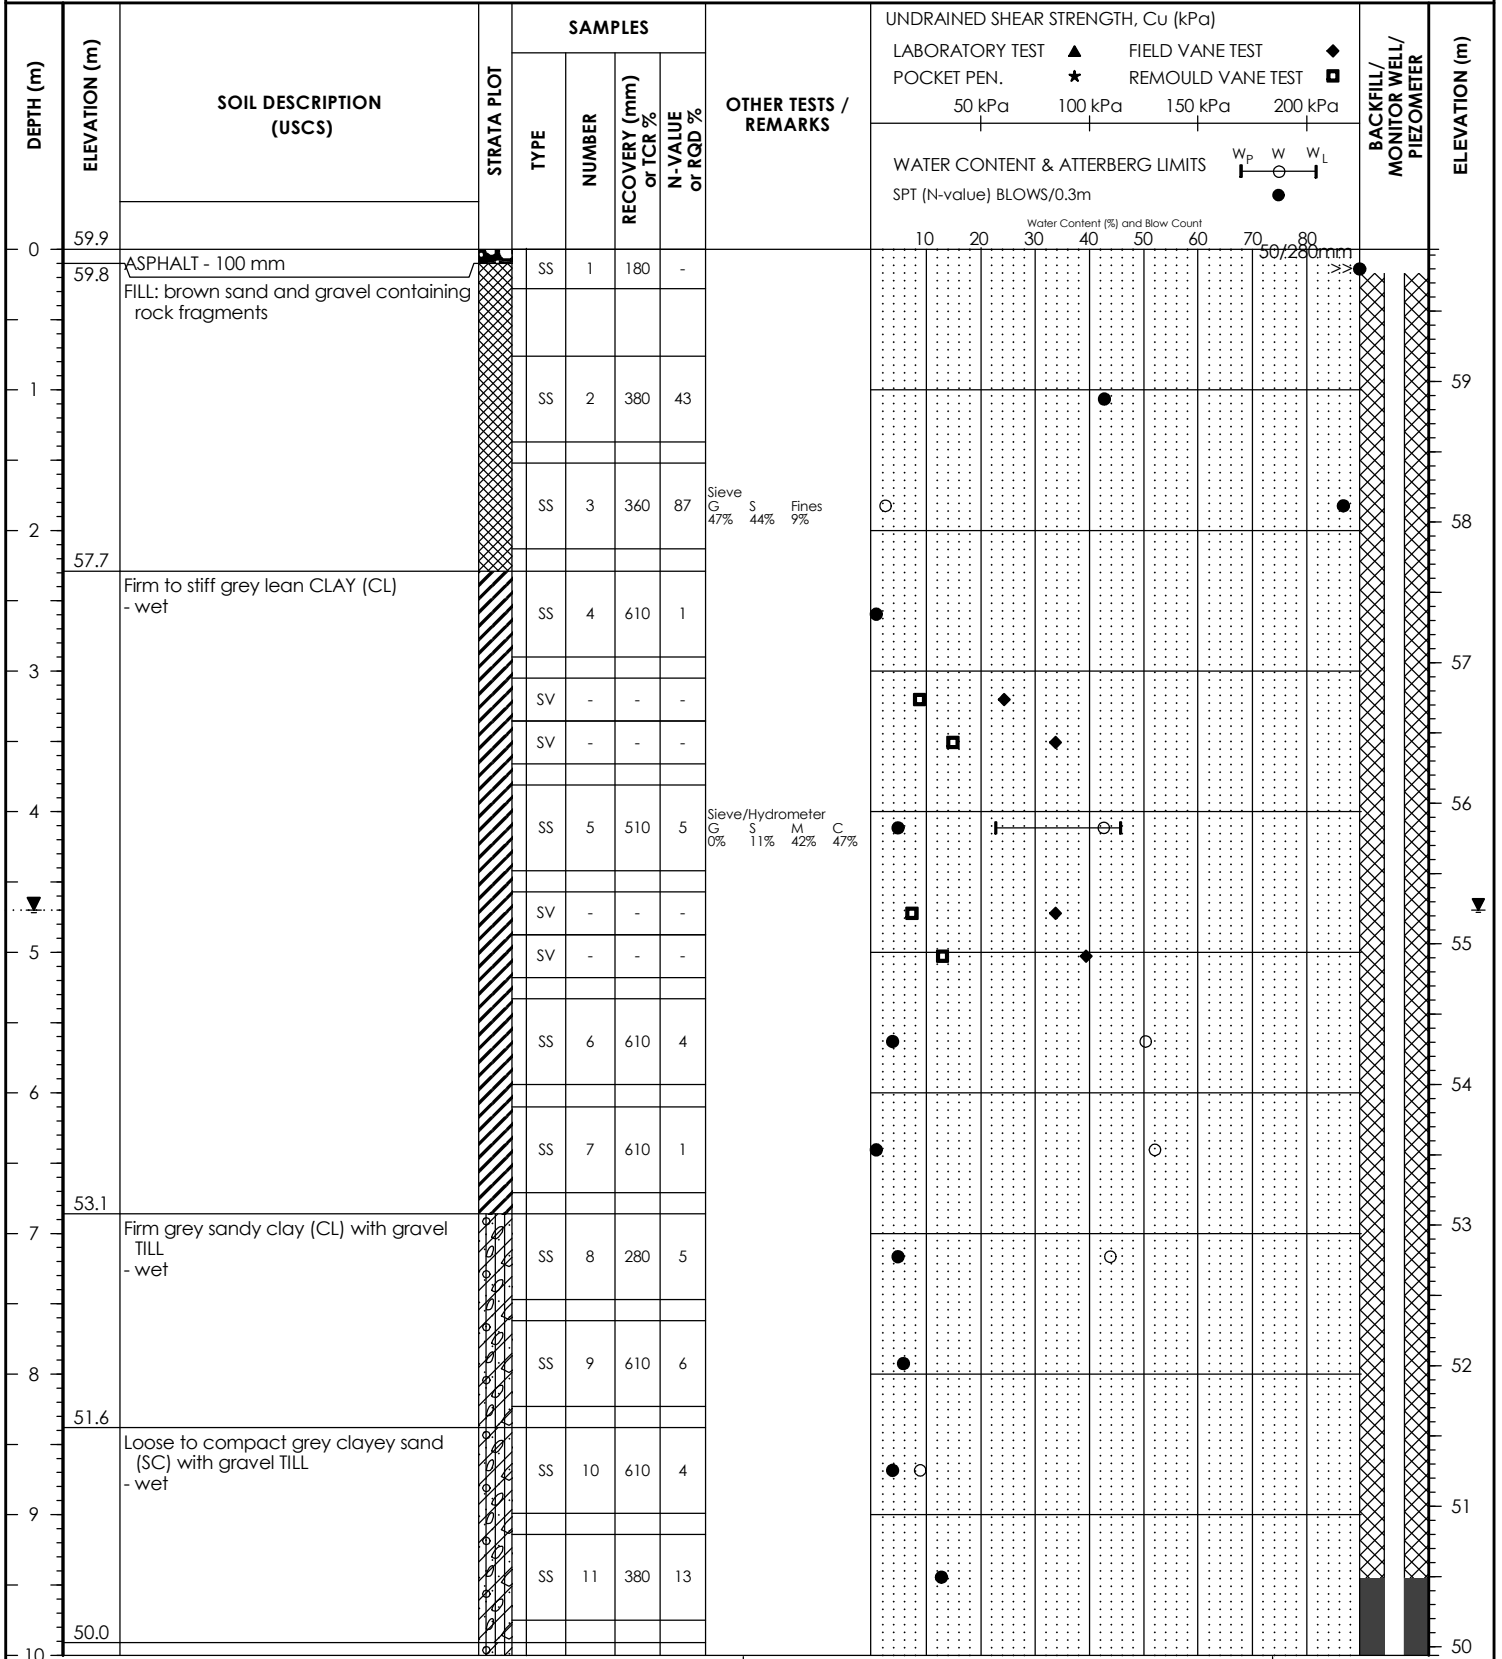 DEPTH (m)
ELEVATION (m)
SOIL DESCRIPTION
(USCS)
STRATA PLOT
SAMPLES
TYPE
NUMBER
RECOVERY (mm)
or TCR %
N-VALUE
or RQD %
OTHER TESTS /
REMARKS
UNDRAINED SHEAR STRENGTH, Cu (kPa)
LABORATORY TEST ▲ FIELD VANE TEST ◆
POCKET PEN. ★ REMOULD VANE TEST
50 kPa 100 kPa 150 kPa 200 kPa
WATER CONTENT & ATTERBERG LIMITS WP W WL
SPT (N-value) BLOWS/0.3m ●
Water Content (%) and Blow Count
10 20 30 40 50 60 70 80
BACKFILL/
MONITOR WELL/
PIEZOMETER
ELEVATION (m)
0 59.9
50/280mm
ASPHALT - 100 mm
59.8
SS 1 180 - >>
FILL: brown sand and gravel containing
rock fragments
59
1
SS 2 380 43
Sieve
SS 3 360 87 G S Fines
47% 44% 9%
58
2
57.7
Firm to stiff grey lean CLAY (CL)
- wet
SS 4 610 1
57
3
SV - - -
SV - - -
56
4
Sieve/Hydrometer
SS 5 510 5 G S M C
0% 11% 42% 47%
SV - - -
55
5
SV - - -
SS 6 610 4
54
6
SS 7 610 1
53.1
53
Firm grey sandy clay (CL) with gravel
7
TILL
SS 8 280 5
- wet
SS 9 610 6
52
8
51.6
Loose to compact grey clayey sand
(SC) with gravel TILL
SS 10 610 4
- wet
51
9
SS 11 380 13
50.0
50
10